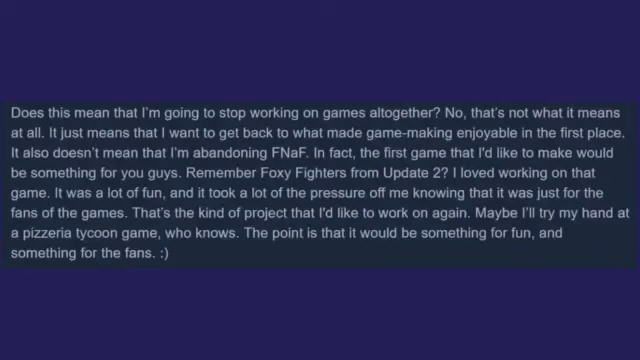 Does this mean that I’m going to stop working on games altogether? No, that’s not what it means
at all. It just means that I want to get back to what made game-making enjoyable in the first place.
It also doesn’t mean that I’m abandoning FNaF. In fact, the first game that I'd like to make would
be something for you guys. Remember Foxy Fighters from Update 2? I loved working on that
game. It was a lot of fun, and it took a lot of the pressure off me knowing that it was just for the
fans of the games. That’s the kind of project that I'd like to work on again. Maybe I’ll try my hand at
a pizzeria tycoon game, who knows. The point is that it would be something for fun, and
something for the fans. :)